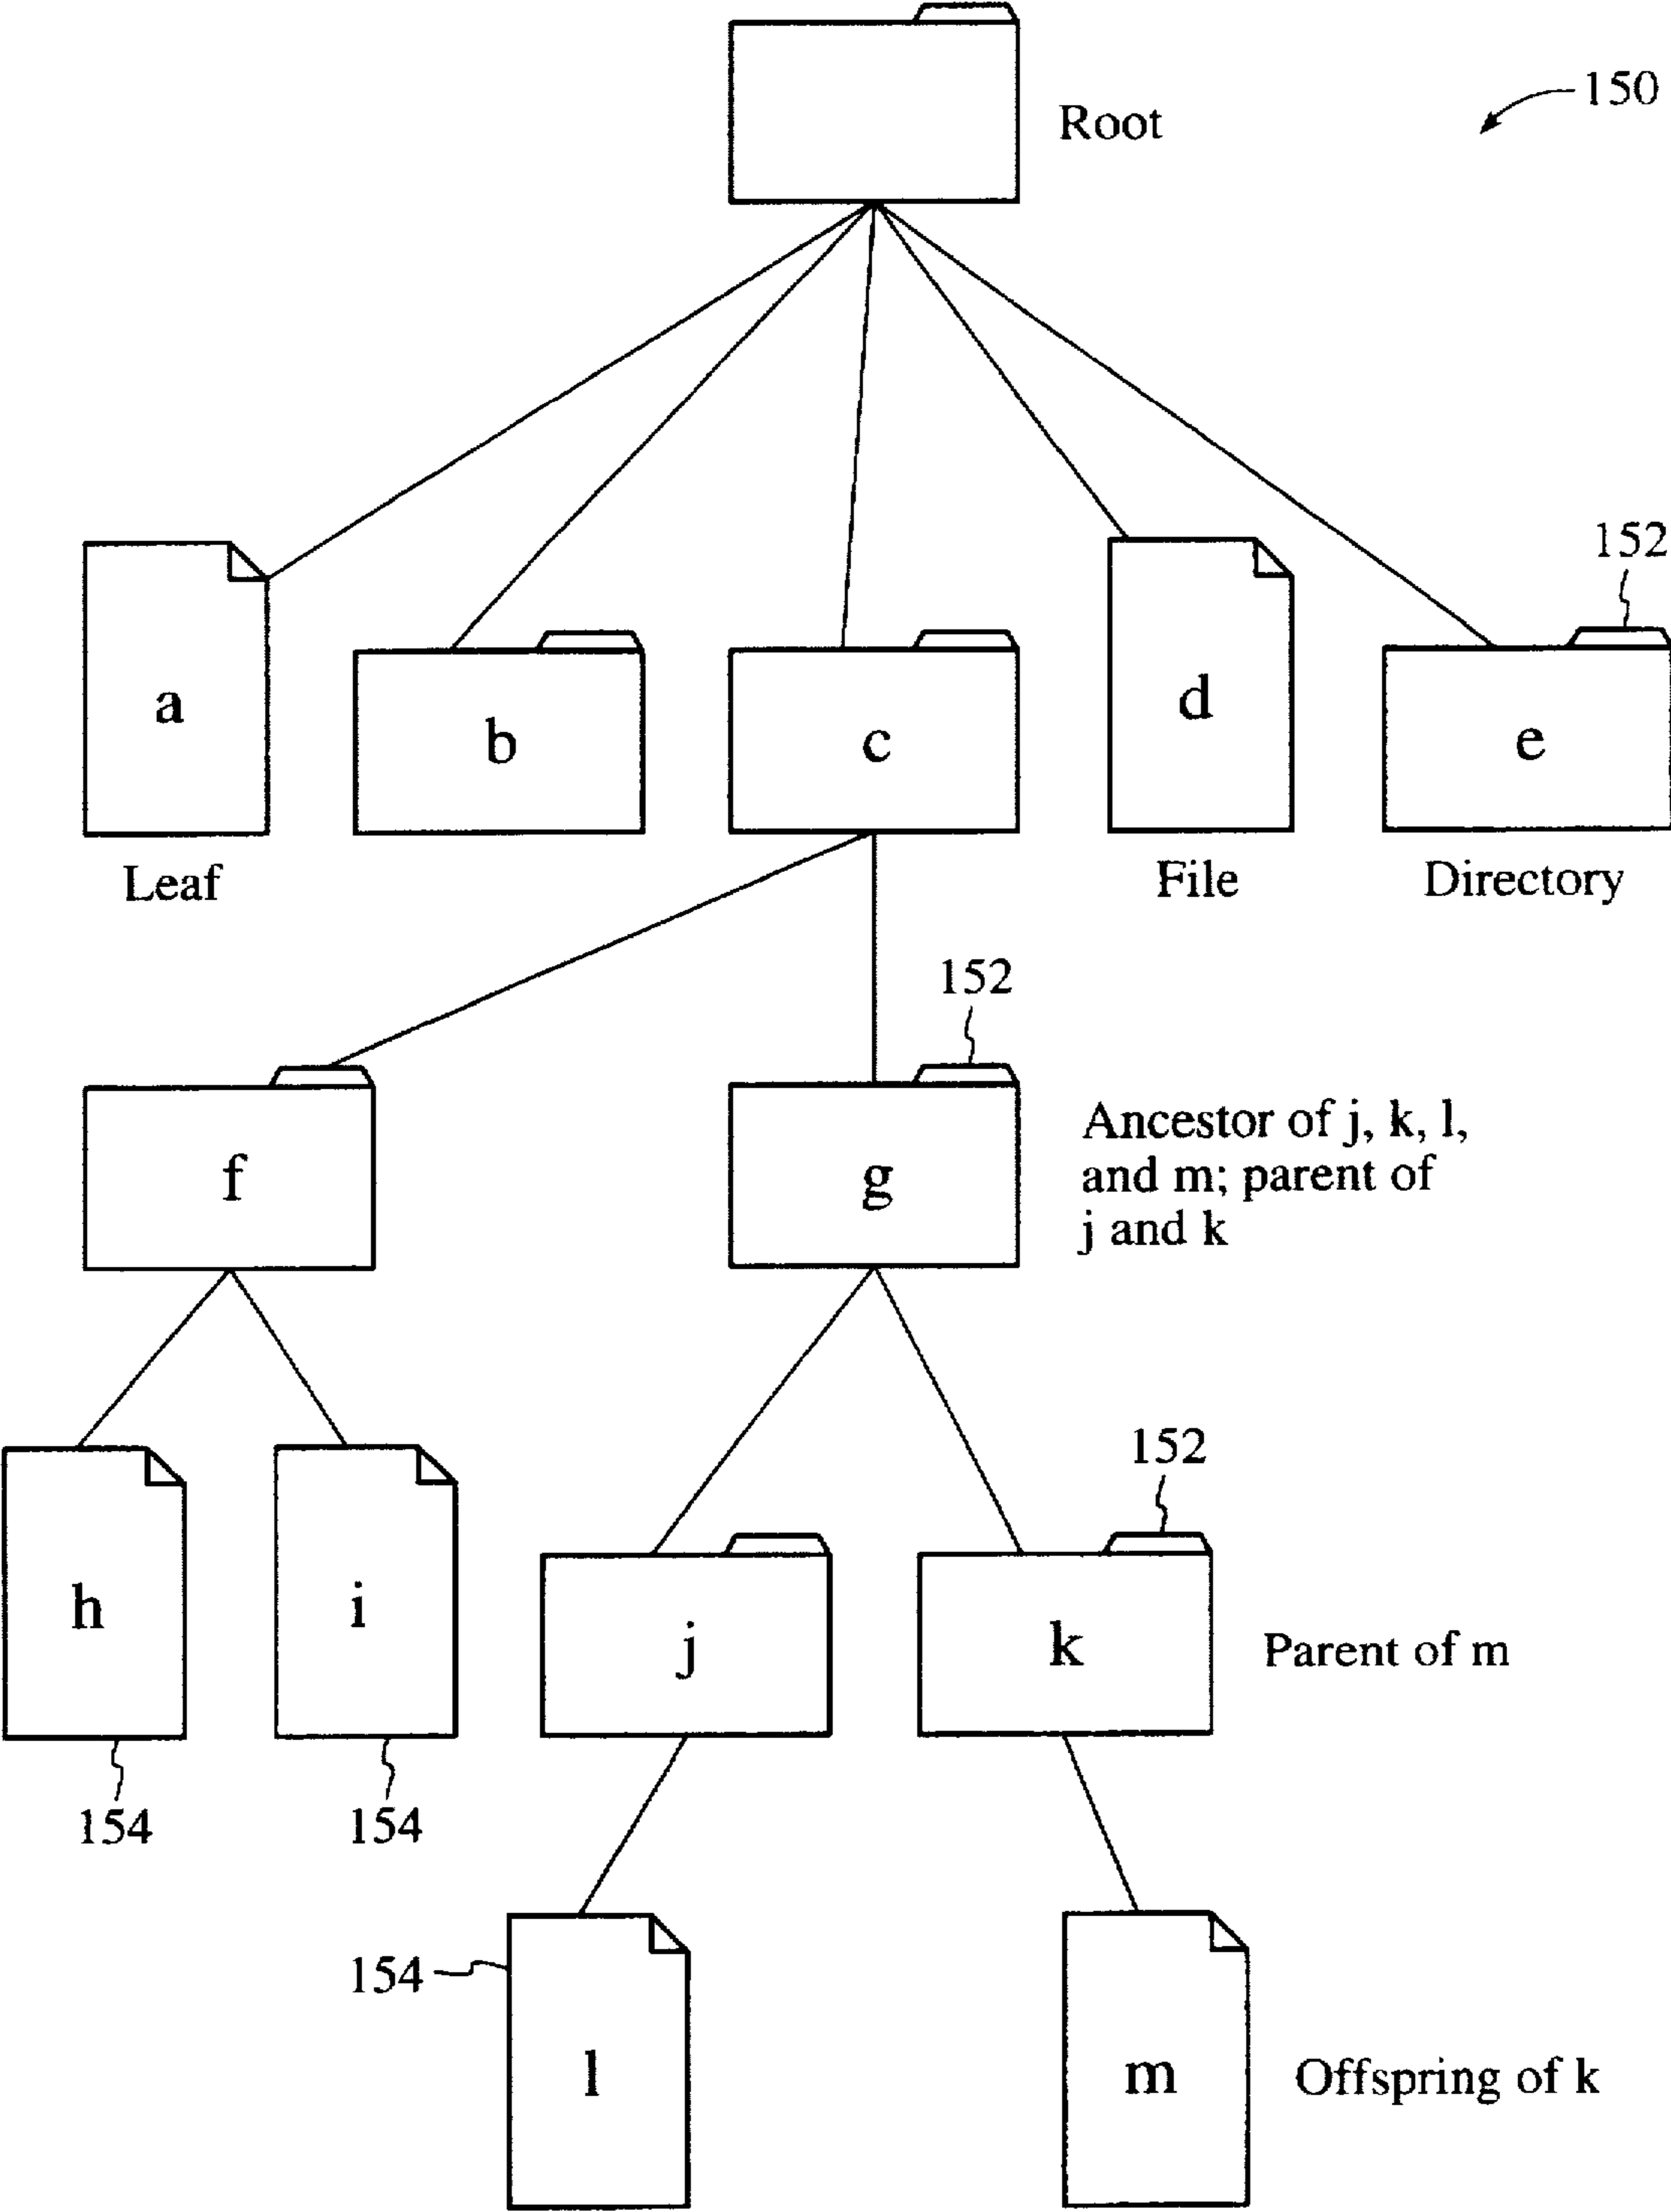 150
Root
152
a
b
c
d
e
Leaf
File
Directory
152
f
g
Ancestor of j, k, l,
and m; parent of
j and k
152
h
i
j
k
Parent of m
154
154
154
l
m
Offspring of k